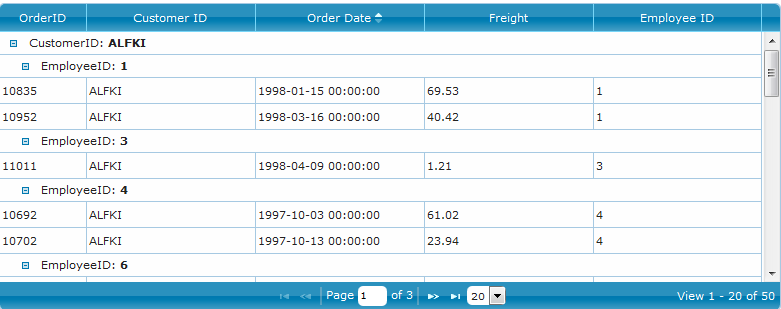 OrderID Customer ID Order Date Freight Employee ID
CustomerID: ALFKI
EmployeeID: 1
10835 ALFKI 1998-01-15 00:00:00 69.53 1
10952 ALFKI 1998-03-16 00:00:00 40.42 1
EmployeeID: 3
11011 ALFKI 1998-04-09 00:00:00 1.21 3
EmployeeID: 4
10692 ALFKI 1997-10-03 00:00:00 61.02 4
10702 ALFKI 1997-10-13 00:00:00 23.94 4
EmployeeID: 6
Page 1 of 3 20 View 1 - 20 of 50